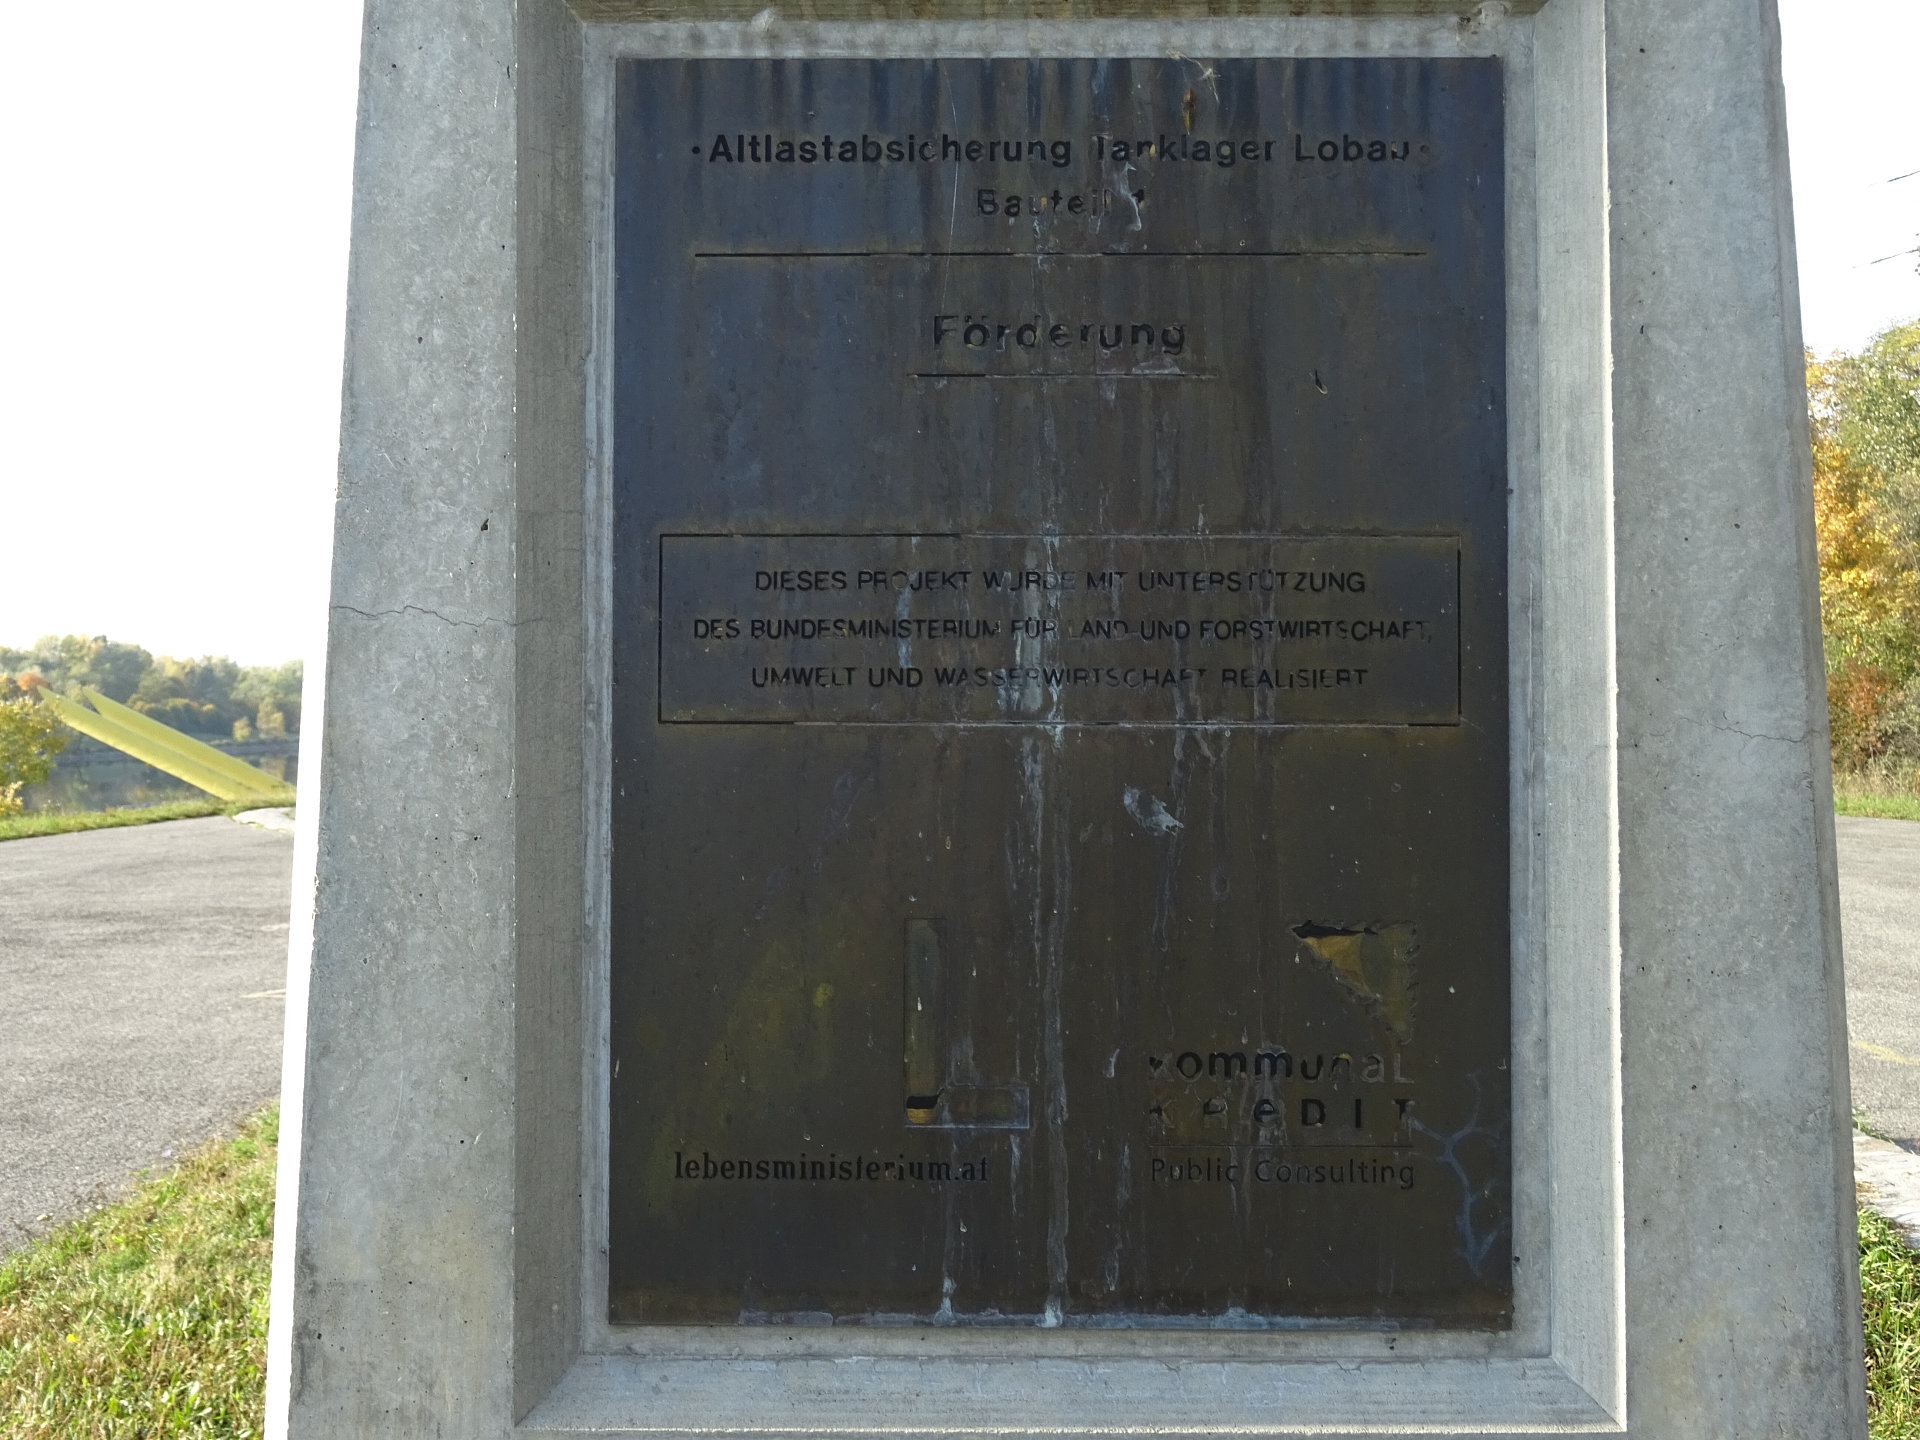 • Altlastabsicherung Tanklager Lobau •
Bauteil 1
Förderung
DIESES PROJEKT WURDE MIT UNTERSTÜTZUNG
DES BUNDESMINISTERIUM FÜR LAND-UND FORSTWIRTSCHAFT,
UMWELT UND WASSERWIRTSCHAFT REALISIERT
lebensministerium.at
KommunaL
KReDIT
Public Consulting